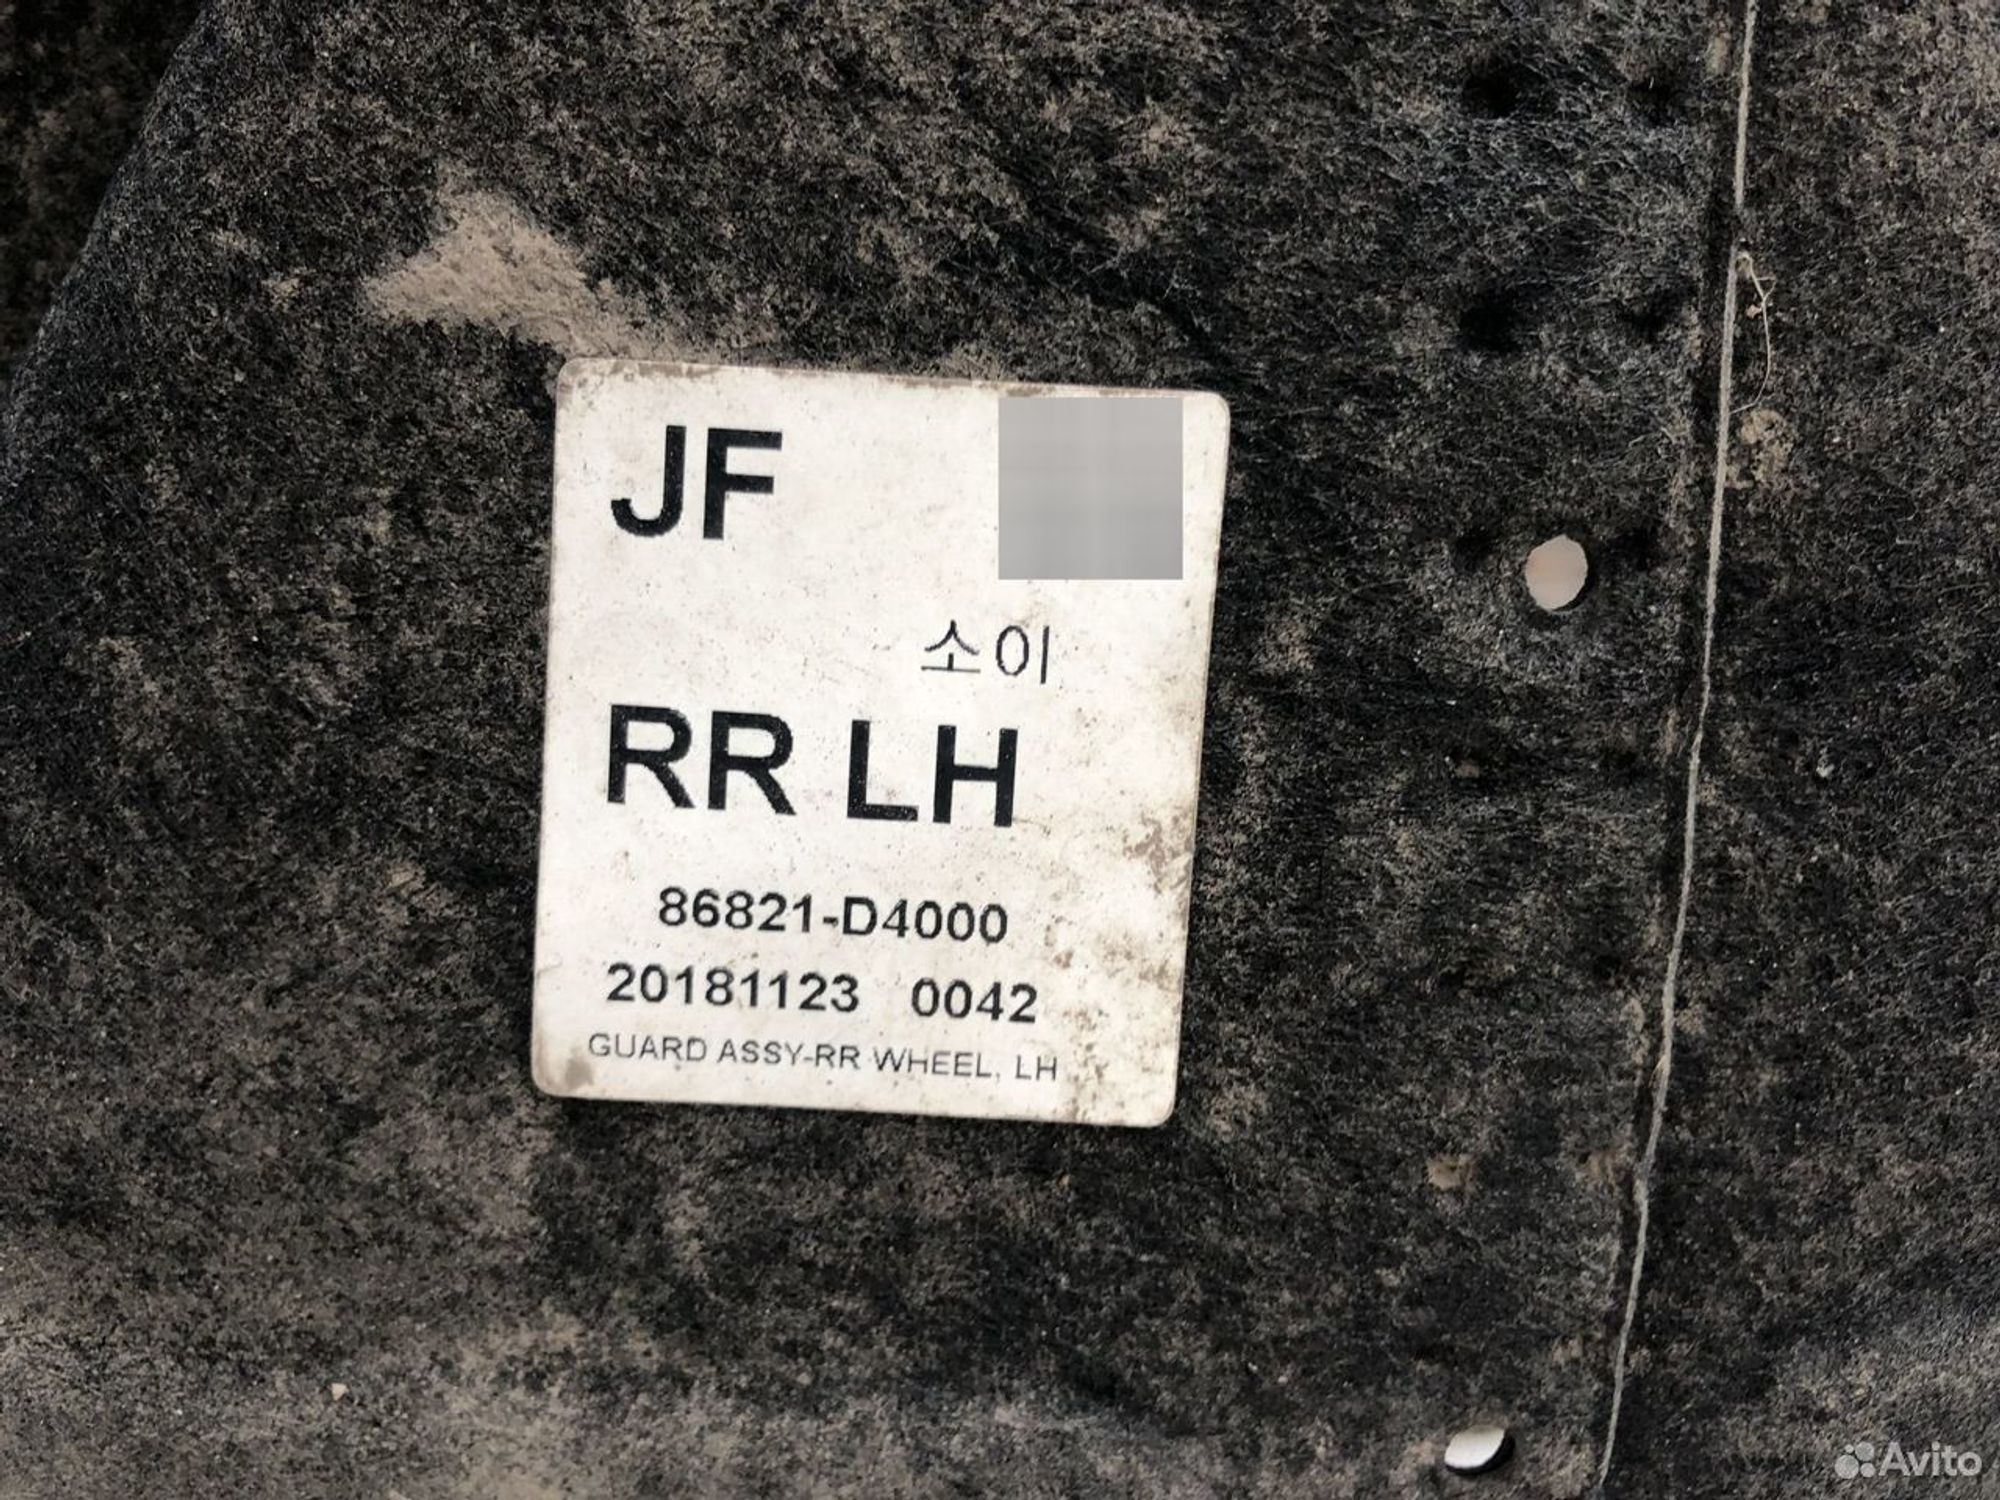 JF
소이
RR LH
86821-D4000
20181123 0042
GUARD ASSY-RR WHEEL, LH
Avito